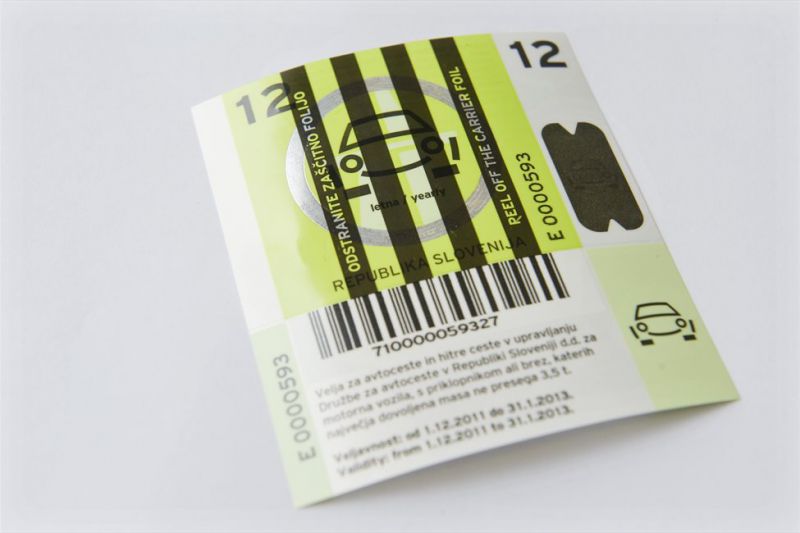 12
12
ODSTRANITE ZAŠČITNO FOLIJO
REEL OFF THE CARRIER FOIL
letna / yearly
E 0000593
REPUBLIKA SLOVENIJA
710000059327
E 0000593
Velja za avtoceste in hitre ceste v upravljanju
Družbe za avtoceste v Republiki Sloveniji d.d. za
motorna vozila, s priklopnikom ali brez, katerih
največja dovoljena masa ne presega 3,5 t.
Veljavnost: od 1.12.2011 do 31.1.2013.
Validity: from 1.12.2011 to 31.1.2013.